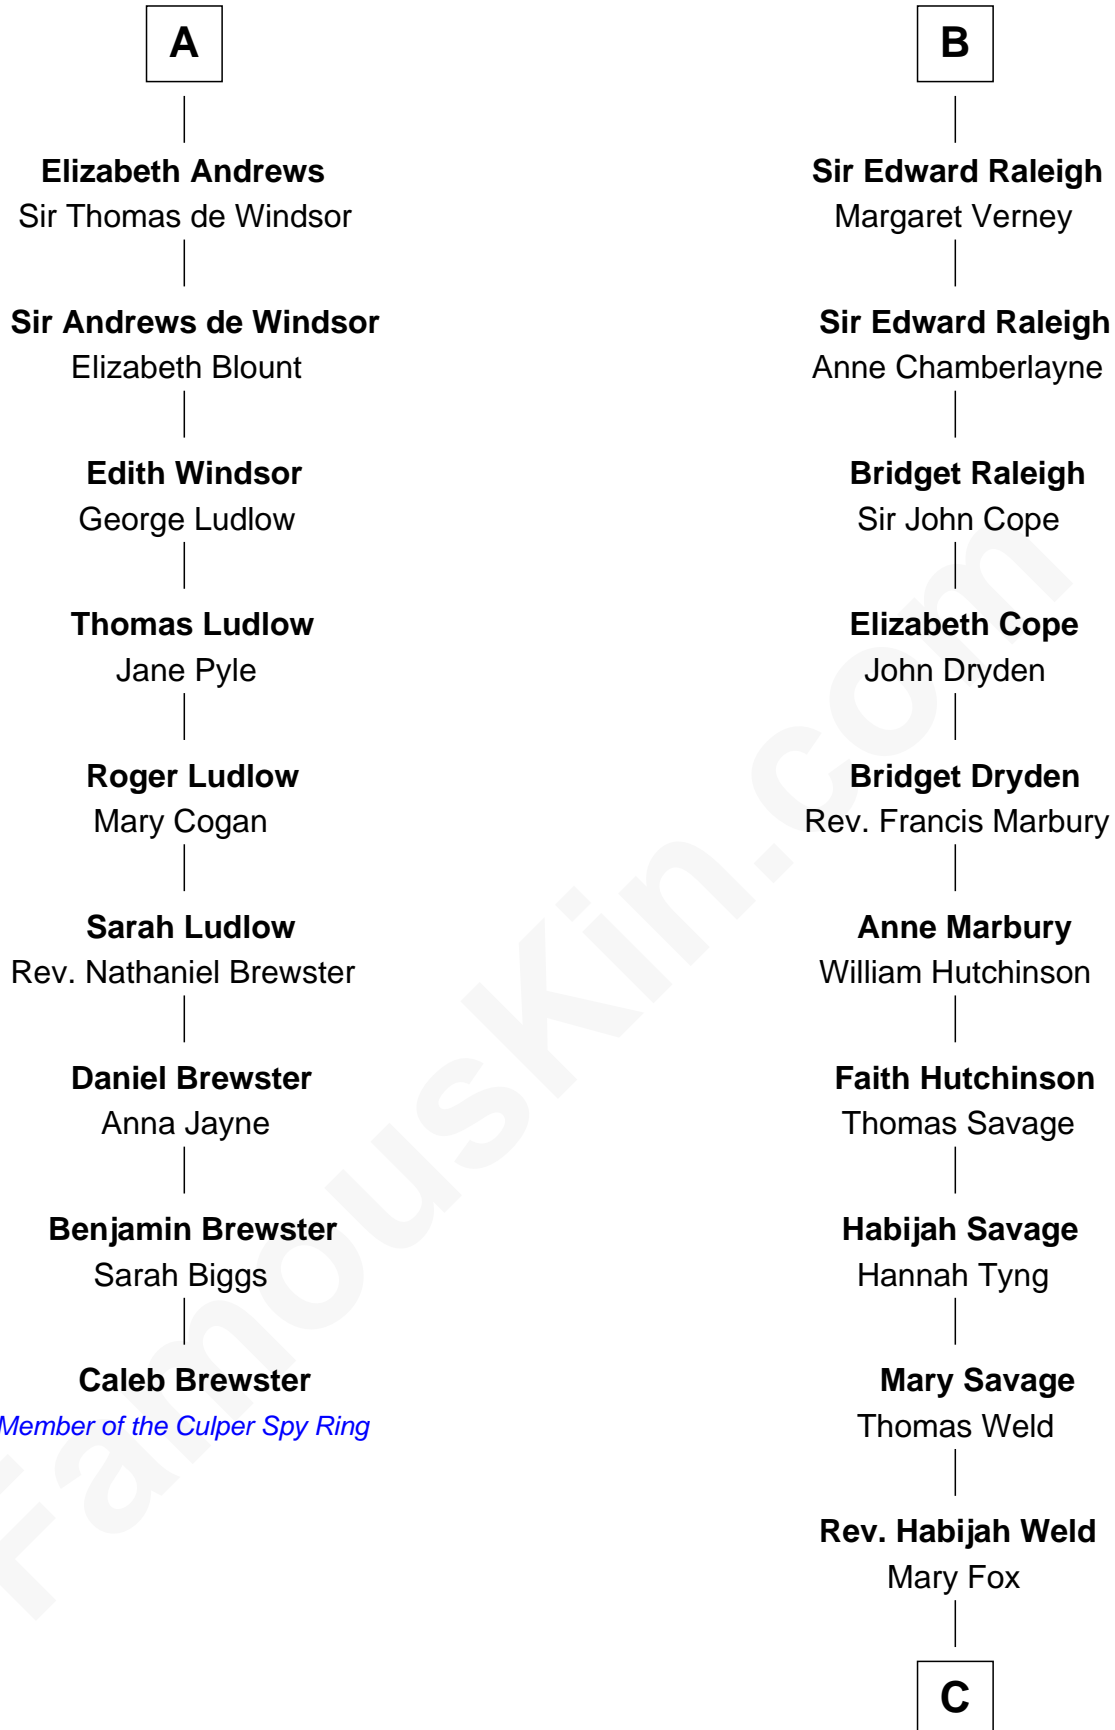 A
Elizabeth Andrews
Sir Thomas de Windsor
Sir Andrews de Windsor
Elizabeth Blount
Edith Windsor
George Ludlow
Thomas Ludlow
Jane Pyle
Roger Ludlow
Mary Cogan
Sarah Ludlow
Rev. Nathaniel Brewster
Daniel Brewster
Anna Jayne
Benjamin Brewster
Sarah Biggs
Caleb Brewster
Member of the Culper Spy Ring
B
Sir Edward Raleigh
Margaret Verney
Sir Edward Raleigh
Anne Chamberlayne
Bridget Raleigh
Sir John Cope
Elizabeth Cope
John Dryden
Bridget Dryden
Rev. Francis Marbury
Anne Marbury
William Hutchinson
Faith Hutchinson
Thomas Savage
Habijah Savage
Hannah Tyng
Mary Savage
Thomas Weld
Rev. Habijah Weld
Mary Fox
C
FamousKin.com